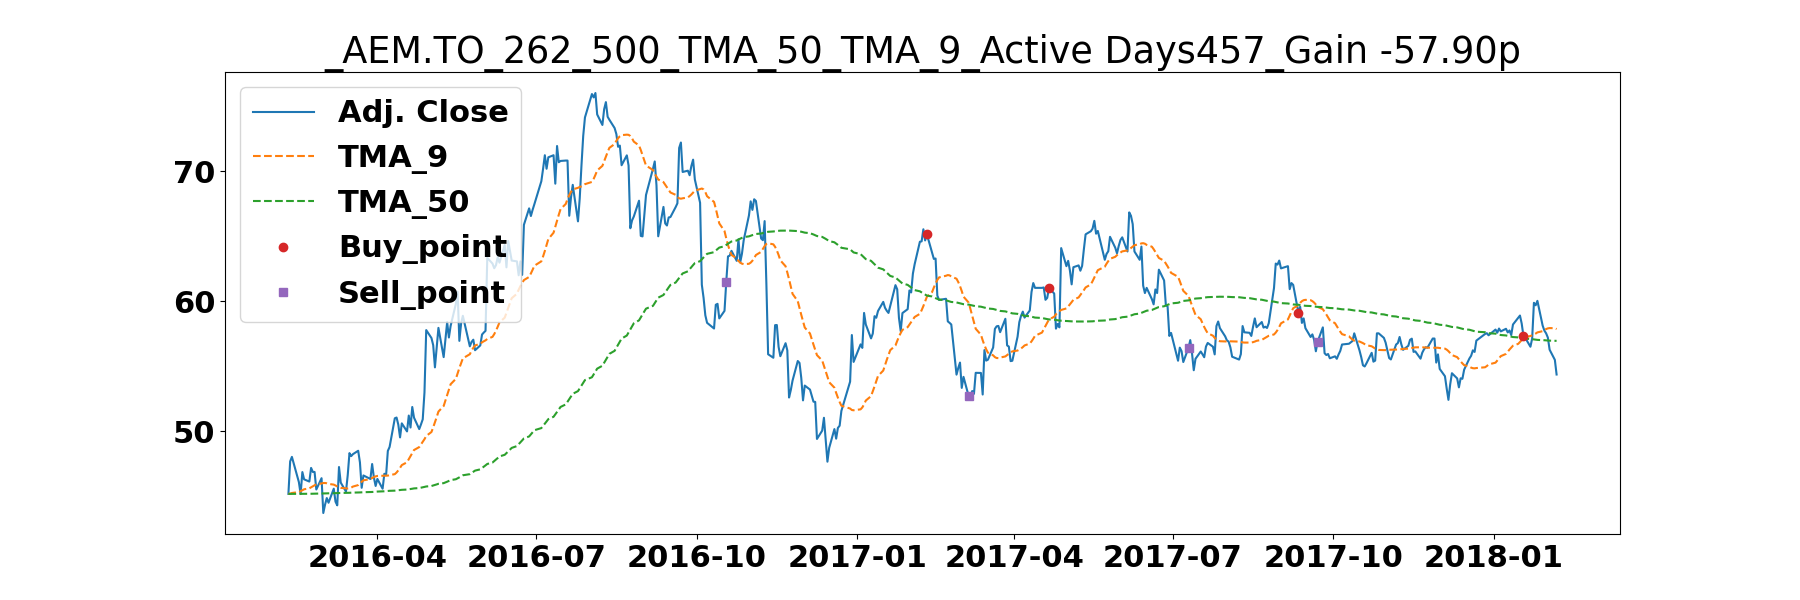 _AEM.TO_262_500_TMA_50_TMA_9_Active Days457_Gain -57.90p
Adj. Close
TMA_9
TMA_50
Buy_point
Sell_point
70
60
50
2016-04 2016-07 2016-10 2017-01 2017-04 2017-07 2017-10 2018-01